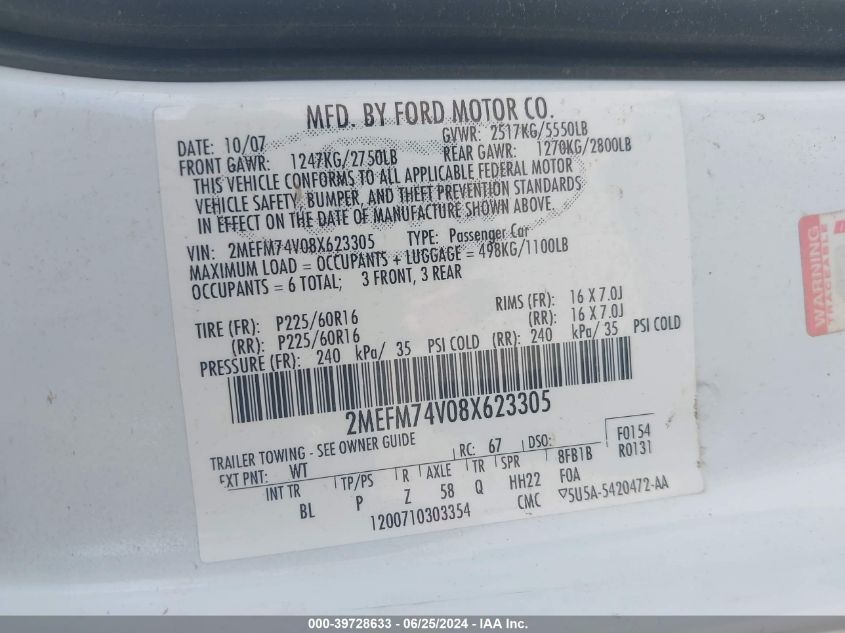 MFD. BY FORD MOTOR CO.
DATE: 10/07 GVWR: 2517KG/5550LB
FRONT GAWR: 1247KG/2750LB REAR GAWR: 1270KG/2800LB
THIS VEHICLE CONFORMS TO ALL APPLICABLE FEDERAL MOTOR
VEHICLE SAFETY, BUMPER, AND THEFT PREVENTION STANDARDS
IN EFFECT ON THE DATE OF MANUFACTURE SHOWN ABOVE.
VIN: 2MEFM74V08X623305 TYPE: Passenger Car
MAXIMUM LOAD = OCCUPANTS + LUGGAGE = 498KG/1100LB
OCCUPANTS = 6 TOTAL; 3 FRONT, 3 REAR
TIRE (FR): P225/60R16 RIMS (FR): 16 X 7.0J
(RR): P225/60R16 (RR): 16 X 7.0J
PRESSURE (FR): 240 kPa/ 35 PSI COLD (RR): 240 kPa/ 35 PSI COLD
2MEFM74V08X623305
TRAILER TOWING - SEE OWNER GUIDE
F0154
EXT PNT: WT RC: 67 DSO: R0131
INT TR TP/PS R AXLE TR SPR 8FB1B
BL P Z 58 Q HH22 FOA
1200710303354 CMC ▽5U5A-5420472-AA
WARNING
TRACEABLE
000-39728633 / 06/25/2024 / IAA Holdings, LLC.